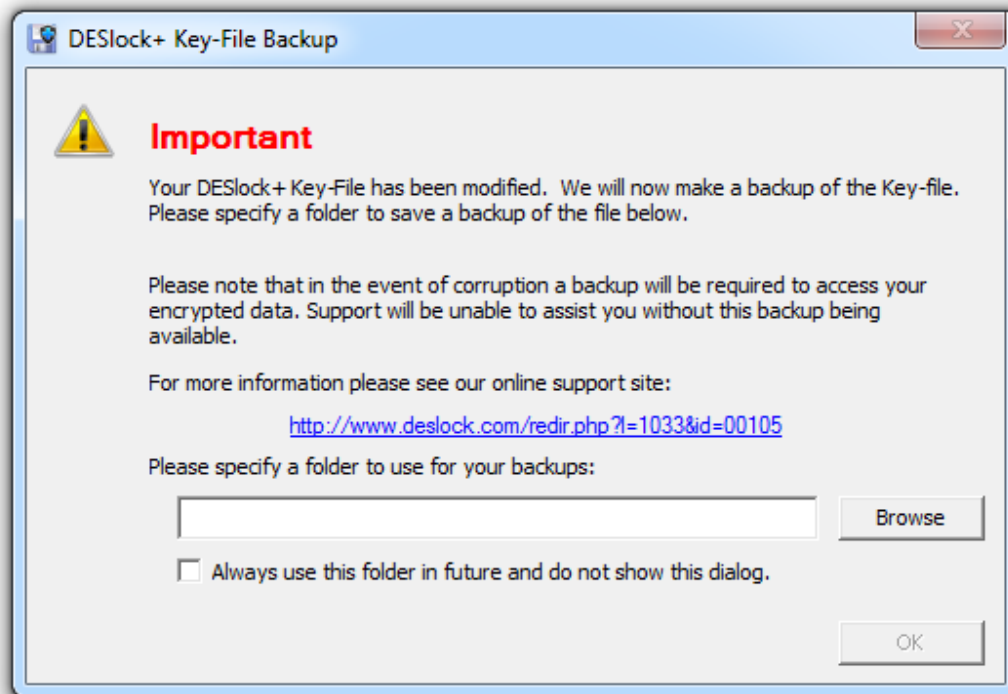 DESlock+ Key-File Backup
Important
Your DESlock+ Key-File has been modified.  We will now make a backup of the Key-file.
Please specify a folder to save a backup of the file below.
Please note that in the event of corruption a backup will be required to access your
encrypted data. Support will be unable to assist you without this backup being
available.
For more information please see our online support site:
http://www.deslock.com/redir.php?l=1033&id=00105
Please specify a folder to use for your backups:
Browse
Always use this folder in future and do not show this dialog.
OK